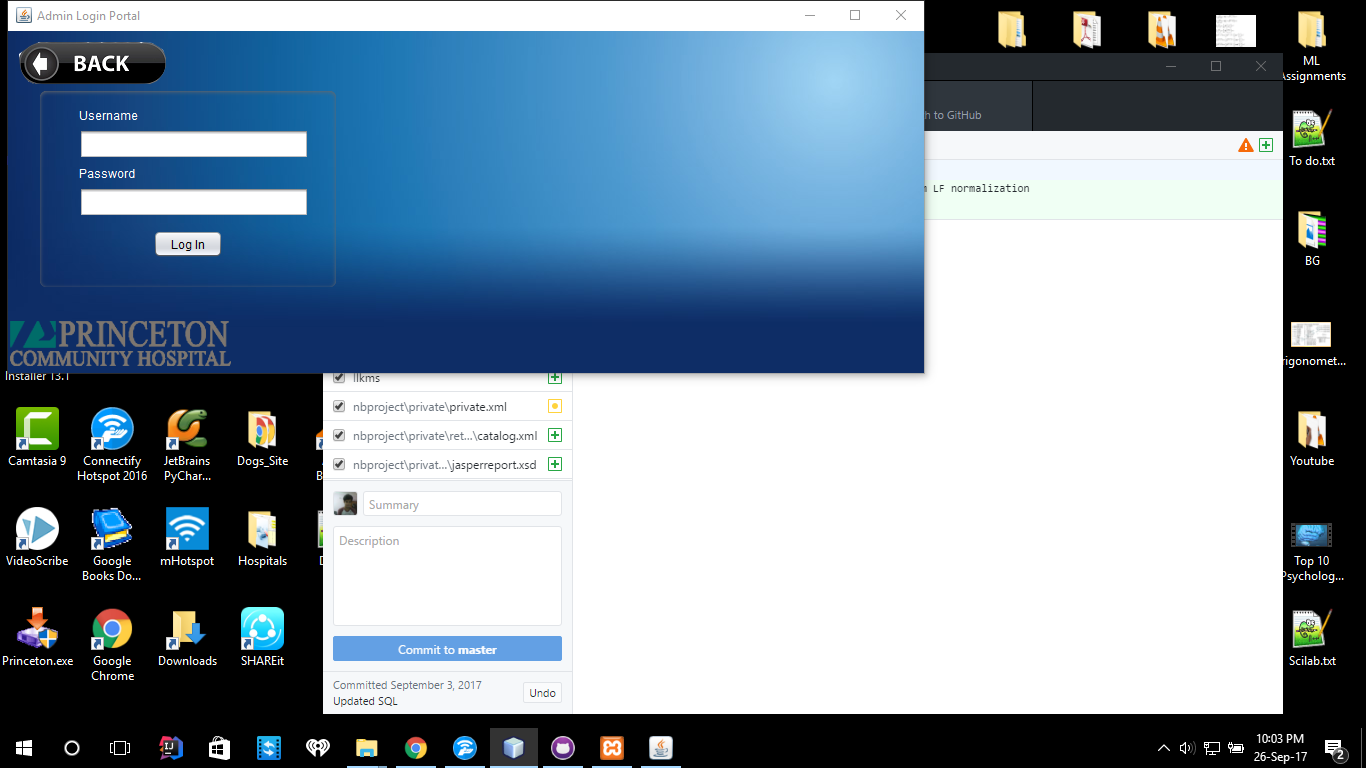 Admin Login Portal
BACK
Username
Password
Log In
PRINCETON
COMMUNITY HOSPITAL
ML
Assignments
To do.txt
BG
Youtube
Top 10
Scilab.txt
to GitHub
LF normalization
Installer 13.1
llkms
nbproject\private\private.xml
nbproject\private\ret...\catalog.xml
nbproject\privat...\jasperreport.xsd
Summary
Description
Commit to master
Committed September 3, 2017
Updated SQL
Undo
Camtasia 9
Connectify
Hotspot 2016
JetBrains
PyChar...
Dogs_Site
VideoScribe
Google
Books Do...
mHotspot
Hospitals
Princeton.exe
Google
Chrome
Downloads
SHAREit
10:03 PM
26-Sep-17
2